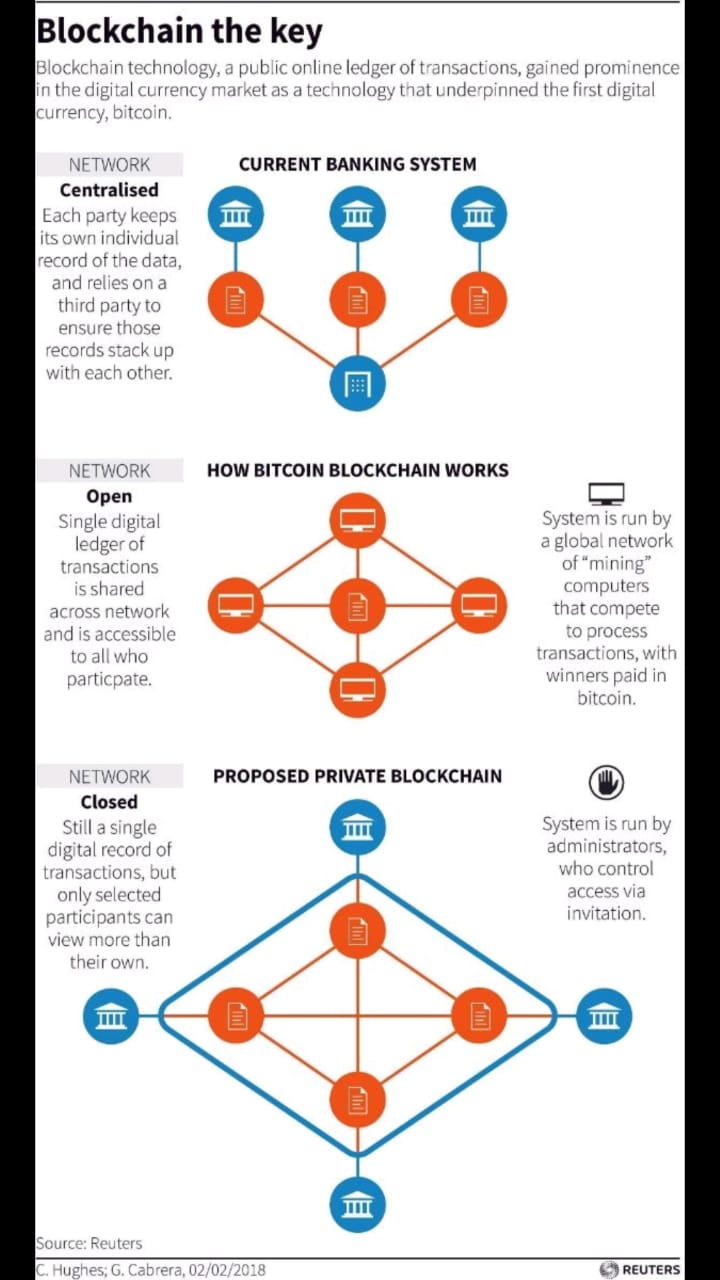 Blockchain the key
Blockchain technology, a public online ledger of transactions, gained prominence
in the digital currency market as a technology that underpinned the first digital
currency, bitcoin.
NETWORK
Centralised
Each party keeps
its own individual
record of the data,
and relies on a
third party to
ensure those
records stack up
with each other.
CURRENT BANKING SYSTEM
NETWORK
Open
Single digital
ledger of
transactions
is shared
across network
and is accessible
to all who
particpate.
HOW BITCOIN BLOCKCHAIN WORKS
System is run by
a global network
of “mining”
computers
that compete
to process
transactions, with
winners paid in
bitcoin.
NETWORK
Closed
Still a single
digital record of
transactions, but
only selected
participants can
view more than
their own.
PROPOSED PRIVATE BLOCKCHAIN
System is run by
administrators,
who control
access via
invitation.
Source: Reuters
C. Hughes; G. Cabrera, 02/02/2018
REUTERS